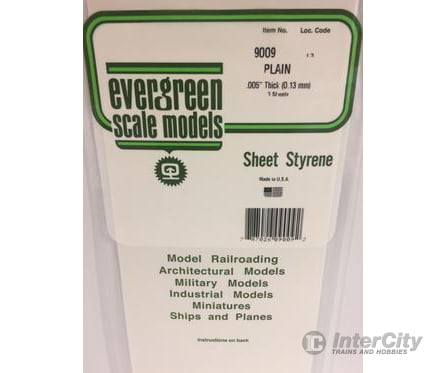 Item No. Loc. Code
9009 13
PLAIN
.005" Thick (0.13 mm)
evergreen
scale models
Sheet Styrene
Made in U.S.A.
Model Railroading
Architectural Models
Military Models
Industrial Models
Miniatures
Ships and Planes
Instructions on back
InterCity
TRAINS AND HOBBIES